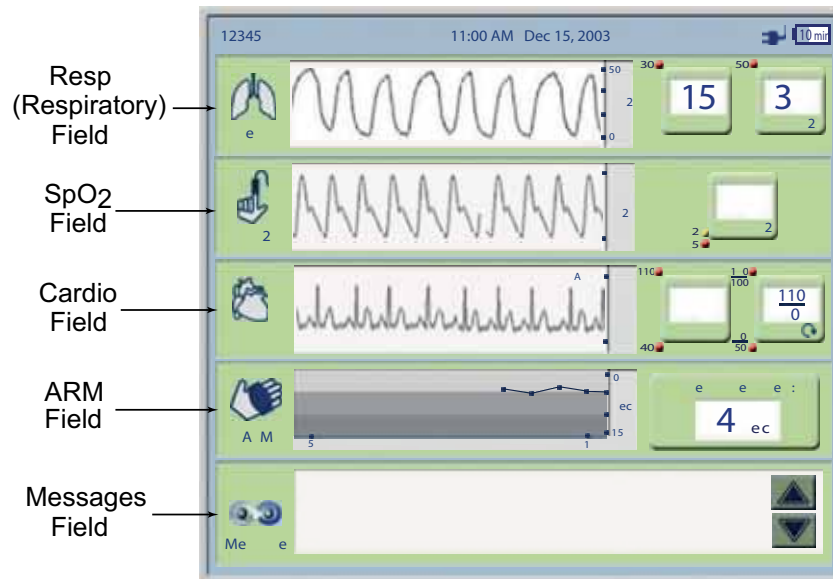 12345 11:00 AM Dec 15, 2003 10 min
Resp
(Respiratory)
Field
e
50
2
0
30
15
50
3
2
SpO2
Field
2
2
2
5
2
Cardio
Field
A
110
40
1 0
100
0
50
110
0
ARM
Field
A M
5
1
0
ec
15
e e e :
4 ec
Messages
Field
Me e